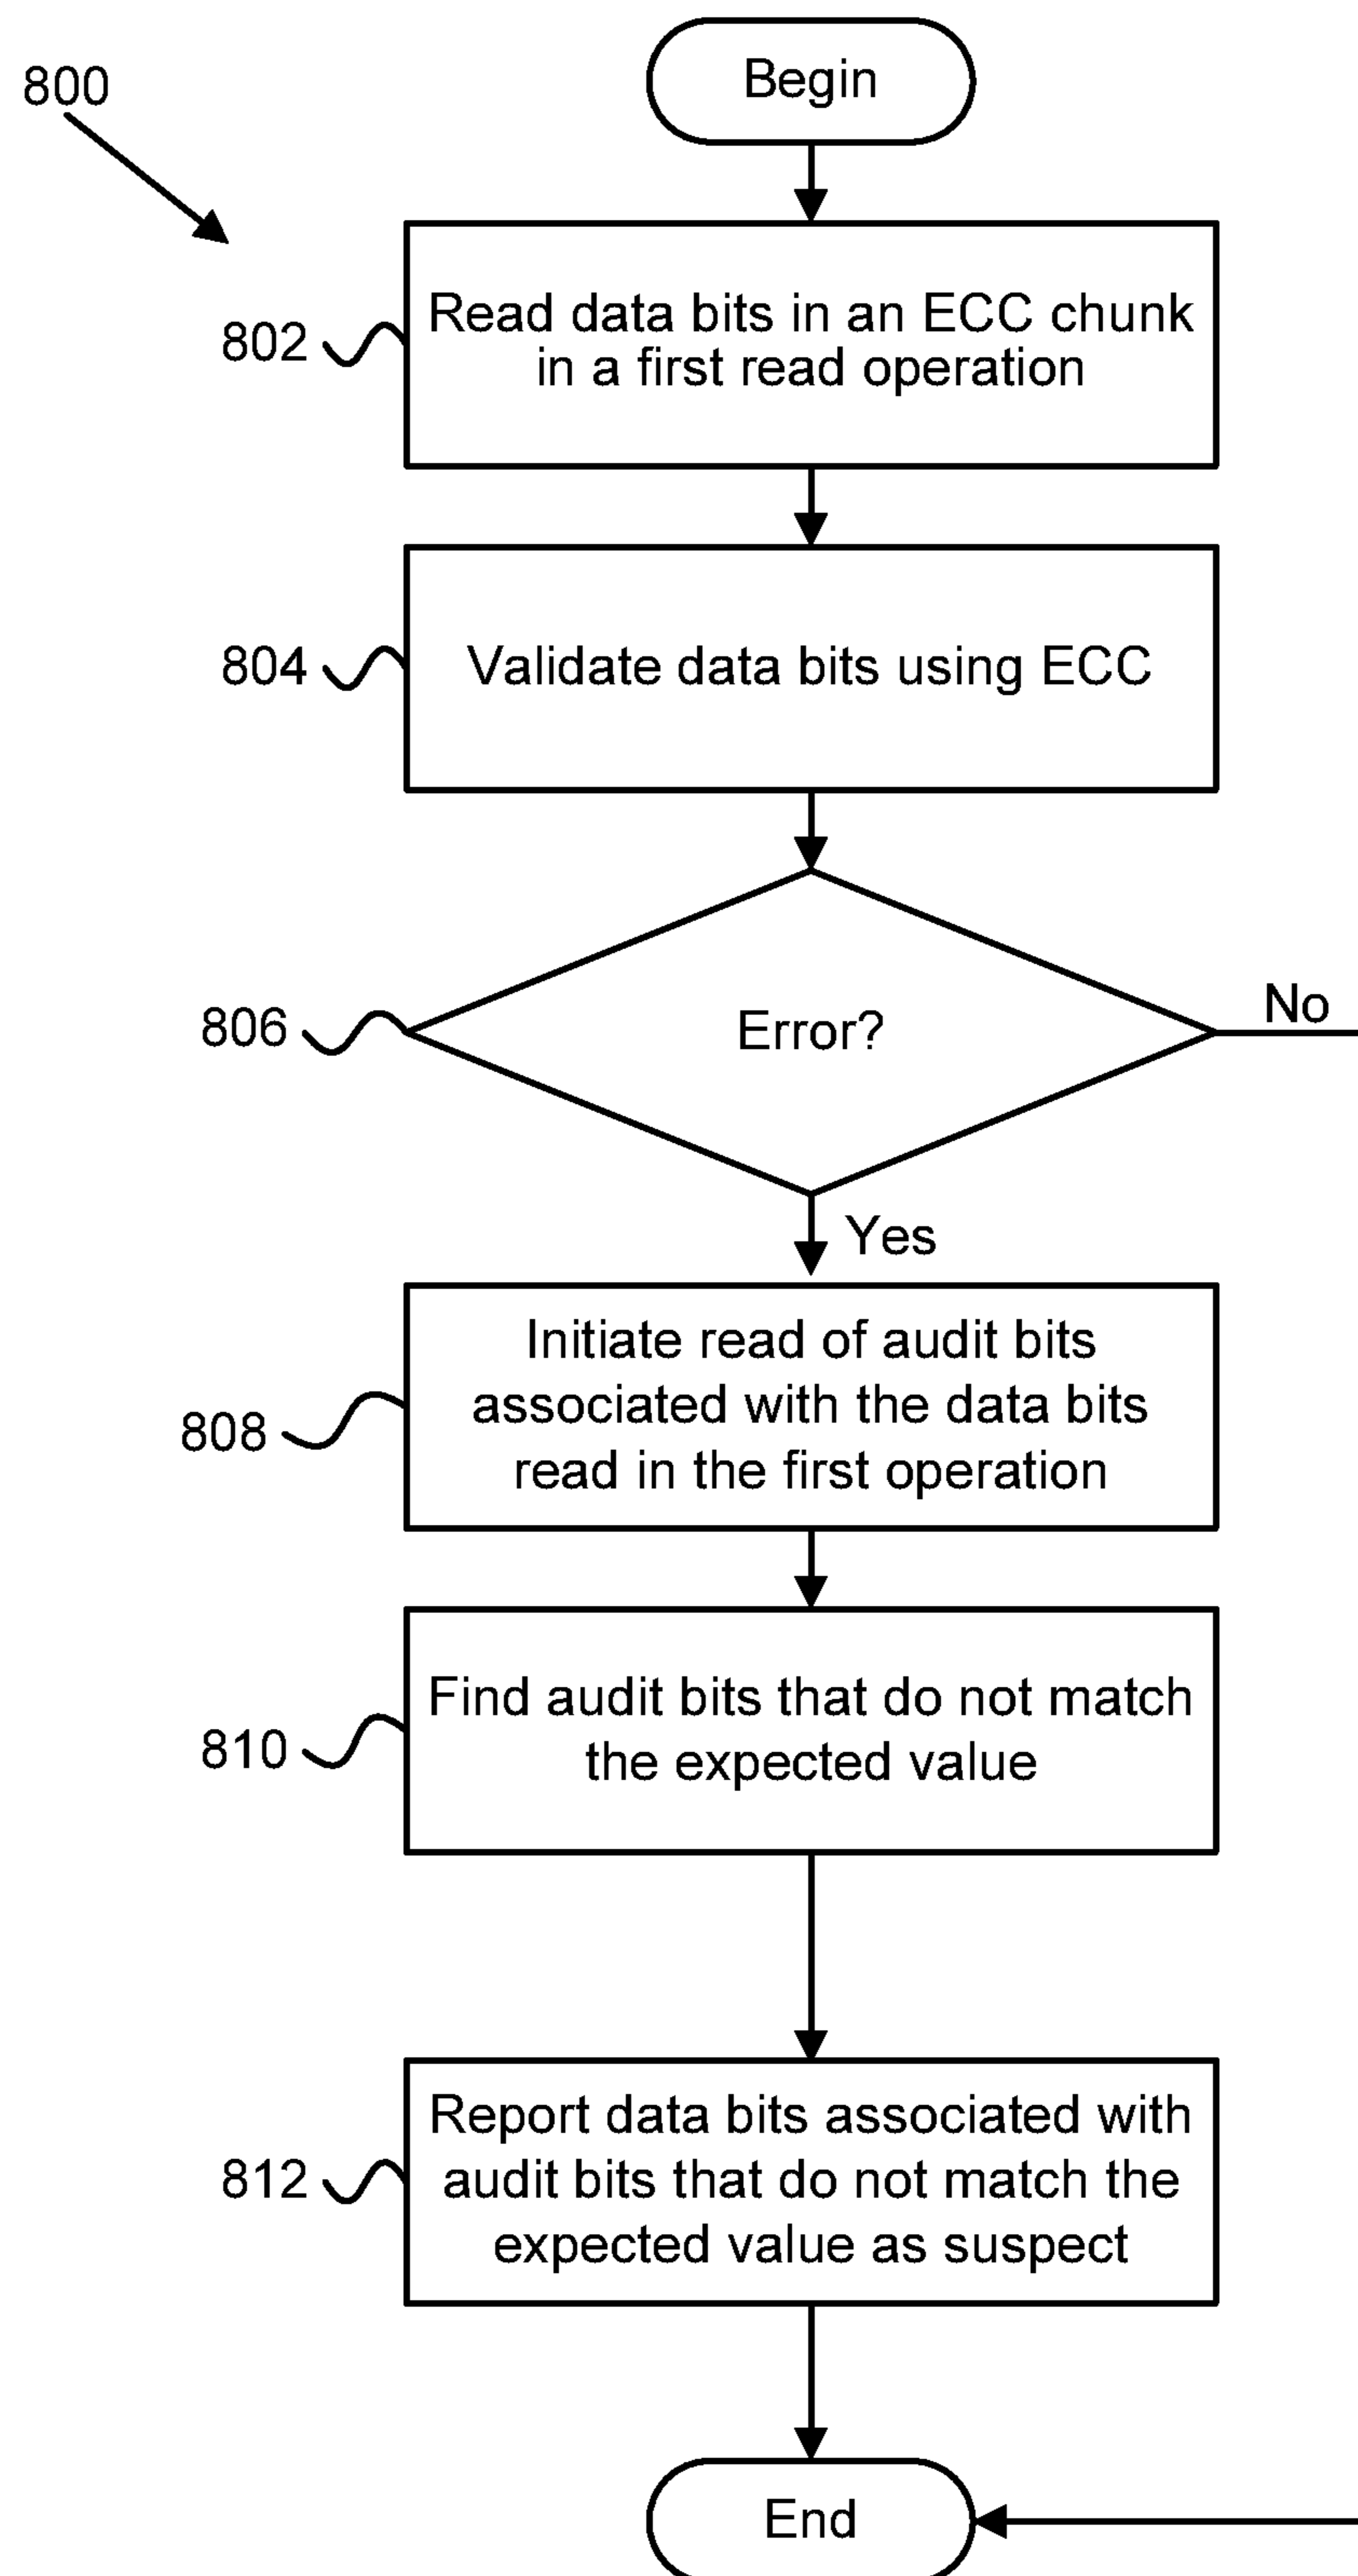 800
Begin
802
Read data bits in an ECC chunk
in a first read operation
804
Validate data bits using ECC
806
Error?
No
Yes
808
Initiate read of audit bits
associated with the data bits
read in the first operation
810
Find audit bits that do not match
the expected value
812
Report data bits associated with
audit bits that do not match the
expected value as suspect
End